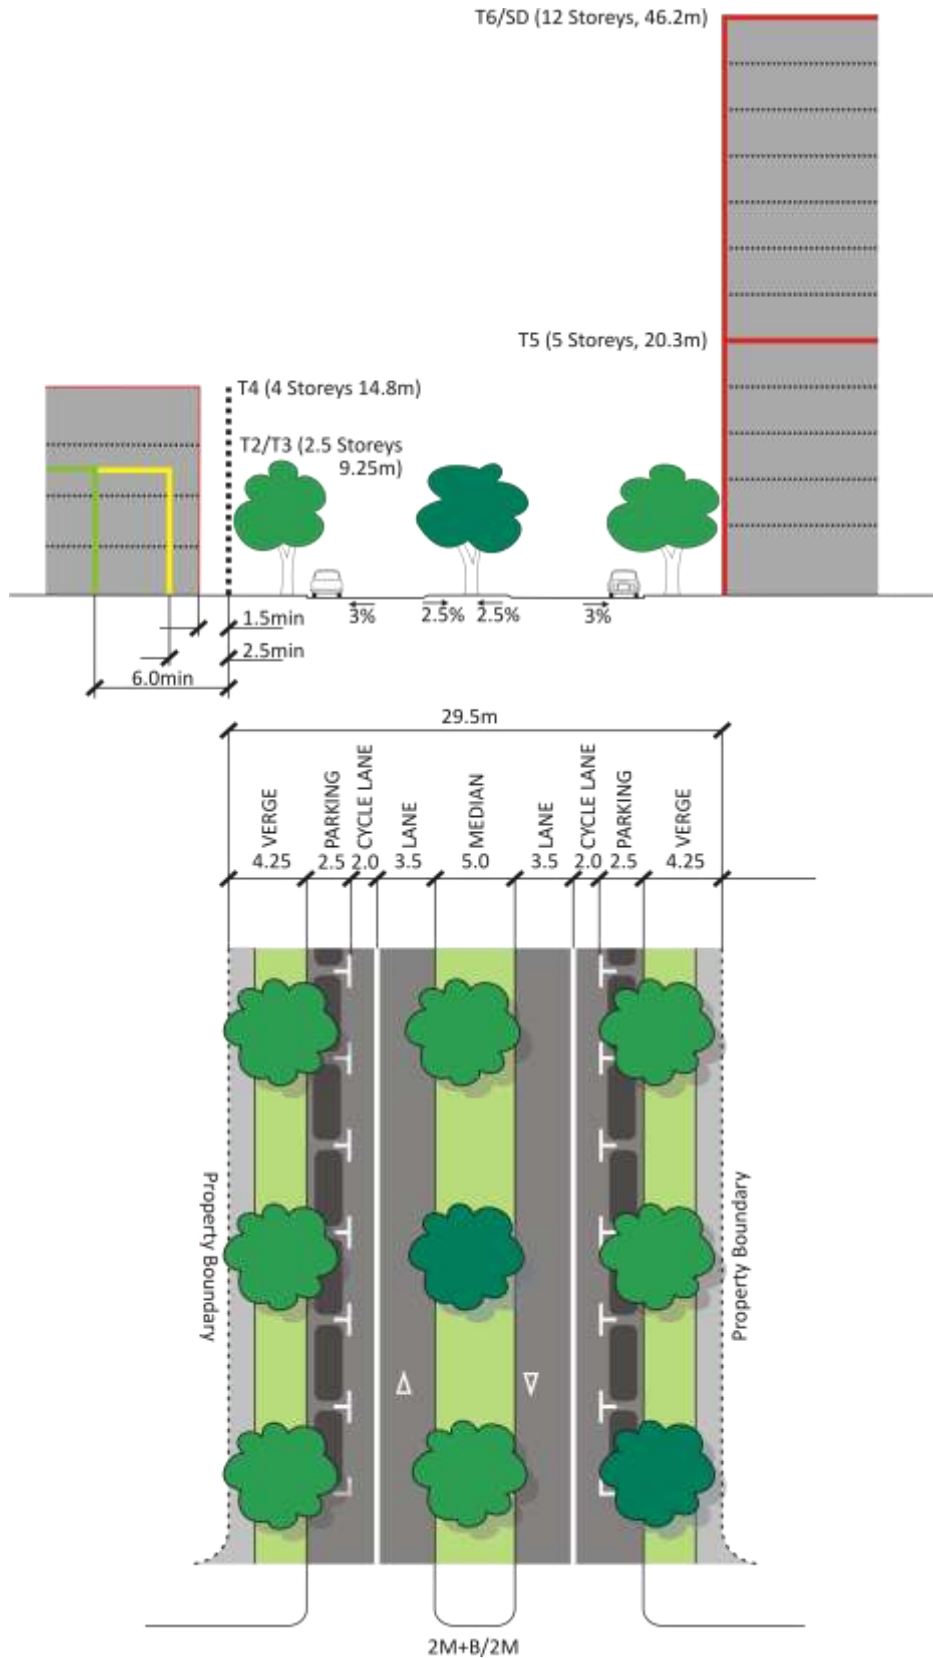 T6/SD (12 Storeys, 46.2m)
T5 (5 Storeys, 20.3m)
T4 (4 Storeys 14.8m)
T2/T3 (2.5 Storeys
9.25m)
3%
2.5%
2.5%
3%
1.5min
2.5min
6.0min
29.5m
VERGE
PARKING
CYCLE LANE
LANE
MEDIAN
LANE
CYCLE LANE
PARKING
VERGE
4.25
2.5
2.0
3.5
5.0
3.5
2.0
2.5
4.25
Property Boundary
Property Boundary
2M+B/2M